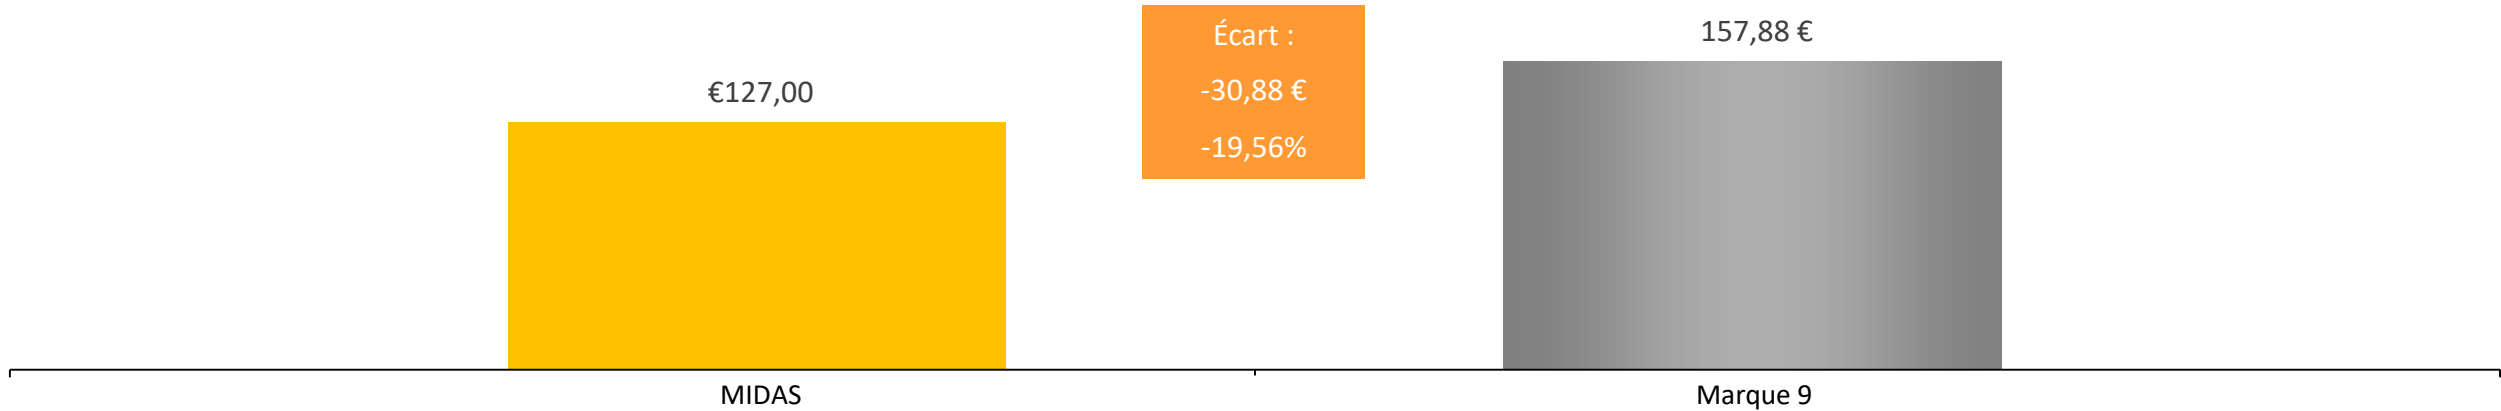 Écart :
-30,88 €
-19,56%
157,88 €
€127,00
MIDAS
Marque 9